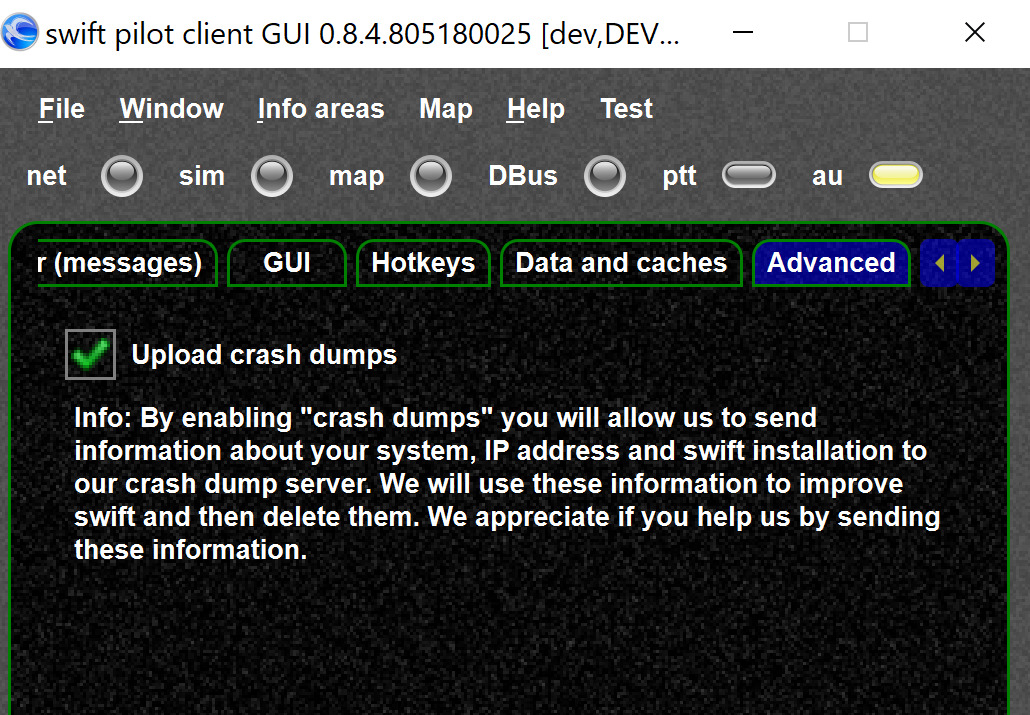 swift pilot client GUI 0.8.4.805180025 [dev,DEV...
File Window Info areas Map Help Test
net sim map DBus ptt au
r (messages) GUI Hotkeys Data and caches Advanced
Upload crash dumps
Info: By enabling "crash dumps" you will allow us to send
information about your system, IP address and swift installation to
our crash dump server. We will use these information to improve
swift and then delete them. We appreciate if you help us by sending
these information.